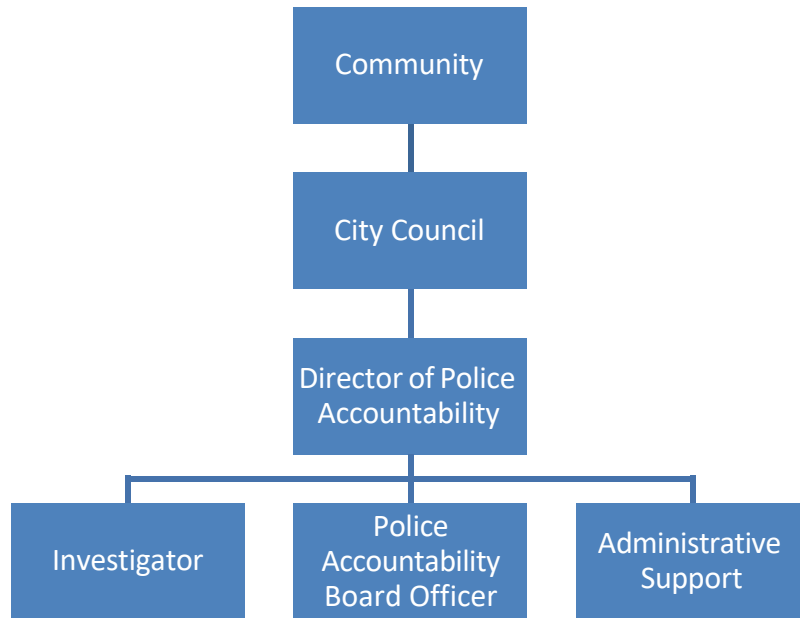 Community
City Council
Director of Police
Accountability
Investigator
Police
Accountability
Board Officer
Administrative
Support